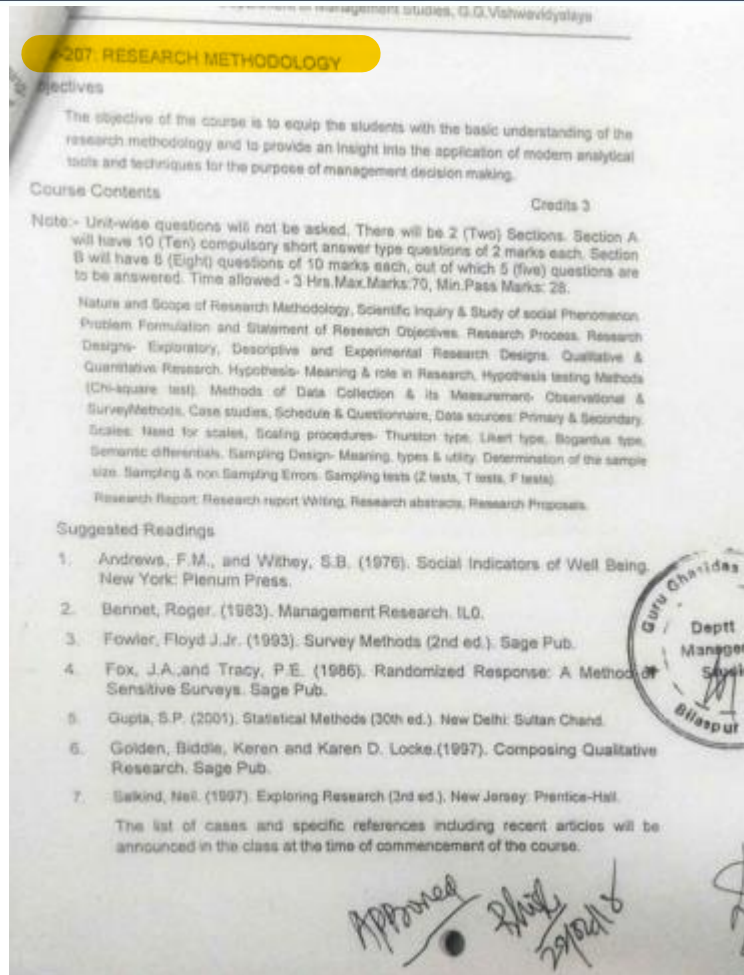 Management Studies, G.G.Vishwavidyalaya
-207: RESEARCH METHODOLOGY
bjectives
The objective of the course is to equip the students with the basic understanding of the
research methodology and to provide an insight into the application of modern analytical
tools and techniques for the purpose of management decision making.
Course Contents
Credits 3
Note:- Unit-wise questions will not be asked. There will be 2 (Two) Sections. Section A
will have 10 (Ten) compulsory short answer type questions of 2 marks each. Section
B will have 8 (Eight) questions of 10 marks each, out of which 5 (five) questions are
to be answered. Time allowed - 3 Hrs.Max.Marks:70, Min.Pass Marks: 28.
Nature and Scope of Research Methodology, Scientific Inquiry & Study of social Phenomenon.
Problem Formulation and Statement of Research Objectives. Research Process. Research
Designs- Exploratory, Descriptive and Experimental Research Designs. Qualitative &
Quantitative Research. Hypothesis- Meaning & role in Research, Hypothesis testing Methods
(Chi-square test). Methods of Data Collection & its Measurement- Observational &
SurveyMethods, Case studies, Schedule & Questionnaire, Data sources: Primary & Secondary.
Scales: Need for scales, Scaling procedures- Thurston type, Likert type, Bogardus type,
Semantic differentials. Sampling Design- Meaning, types & utility. Determination of the sample
size. Sampling & non Sampling Errors. Sampling tests (Z tests, T tests, F tests).
Research Report: Research report Writing, Research abstracts, Research Proposals.
Suggested Readings
1. Andrews, F.M., and Withey, S.B. (1976). Social Indicators of Well Being.
New York: Plenum Press.
2. Bennet, Roger. (1983). Management Research. ILO.
3. Fowler, Floyd J.Jr. (1993). Survey Methods (2nd ed.). Sage Pub.
4. Fox, J.A.,and Tracy, P.E. (1986). Randomized Response: A Method of
Sensitive Surveys. Sage Pub.
5. Gupta, S.P. (2001). Statistical Methods (30th ed.). New Delhi: Sultan Chand.
6. Golden, Biddle, Keren and Karen D. Locke.(1997). Composing Qualitative
Research. Sage Pub.
7. Salkind, Neil. (1997). Exploring Research (3rd ed.). New Jersey: Prentice-Hall.
The list of cases and specific references including recent articles will be
announced in the class at the time of commencement of the course.
Guru Ghasidas
Deptt
Manage
Bilaspur
Approved